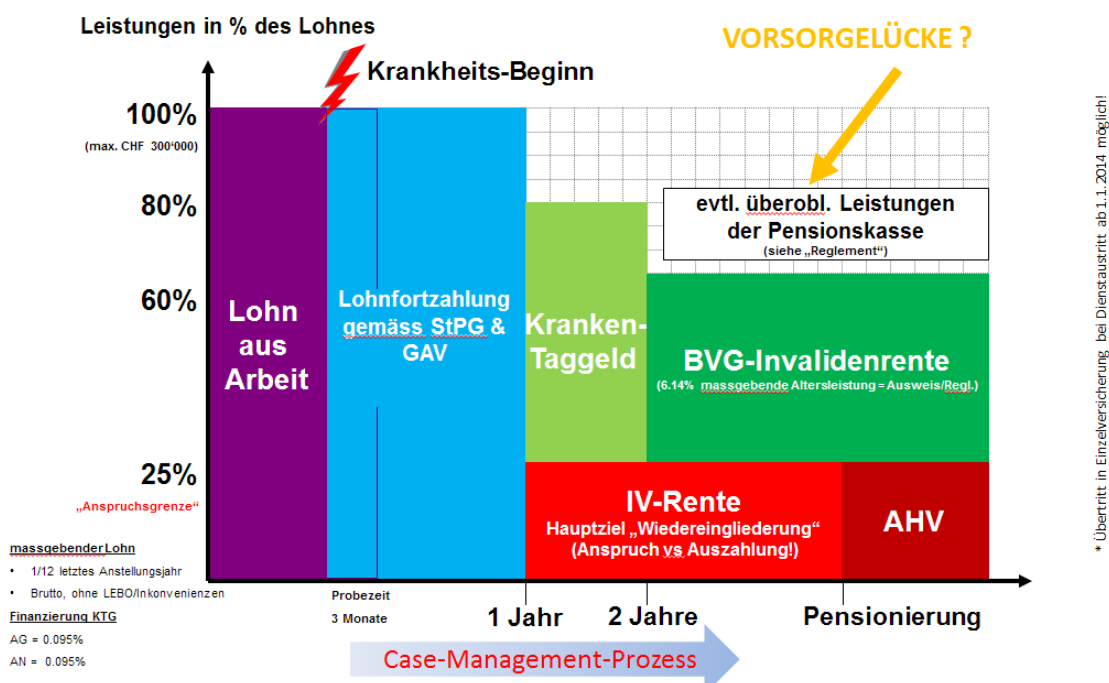 Leistungen in % des Lohnes
VORSORGELÜCKE ?
Krankheits-Beginn
100%
(max. CHF 300‘000)
80%
60%
25%
„Anspruchsgrenze“
Lohn
aus
Arbeit
Lohnfortzahlung
gemäss StPG &
GAV
Kranken-
Taggeld
evtl. überobl. Leistungen
der Pensionskasse
(siehe „Reglement“)
BVG-Invalidenrente
(6.14% massgebende Altersleistung = Ausweis/Regl.)
IV-Rente
Hauptziel „Wiedereingliederung“
(Anspruch vs Auszahlung!)
AHV
massgebender Lohn
• 1/12 letztes Anstellungsjahr
• Brutto, ohne LEBO/Inkonvenienzen
Finanzierung KTG
AG = 0.095%
AN = 0.095%
Probezeit
3 Monate
1 Jahr
2 Jahre
Pensionierung
Case-Management-Prozess
* Übertritt in Einzelversicherung bei Dienstaustritt ab 1.1.2014 möglich!